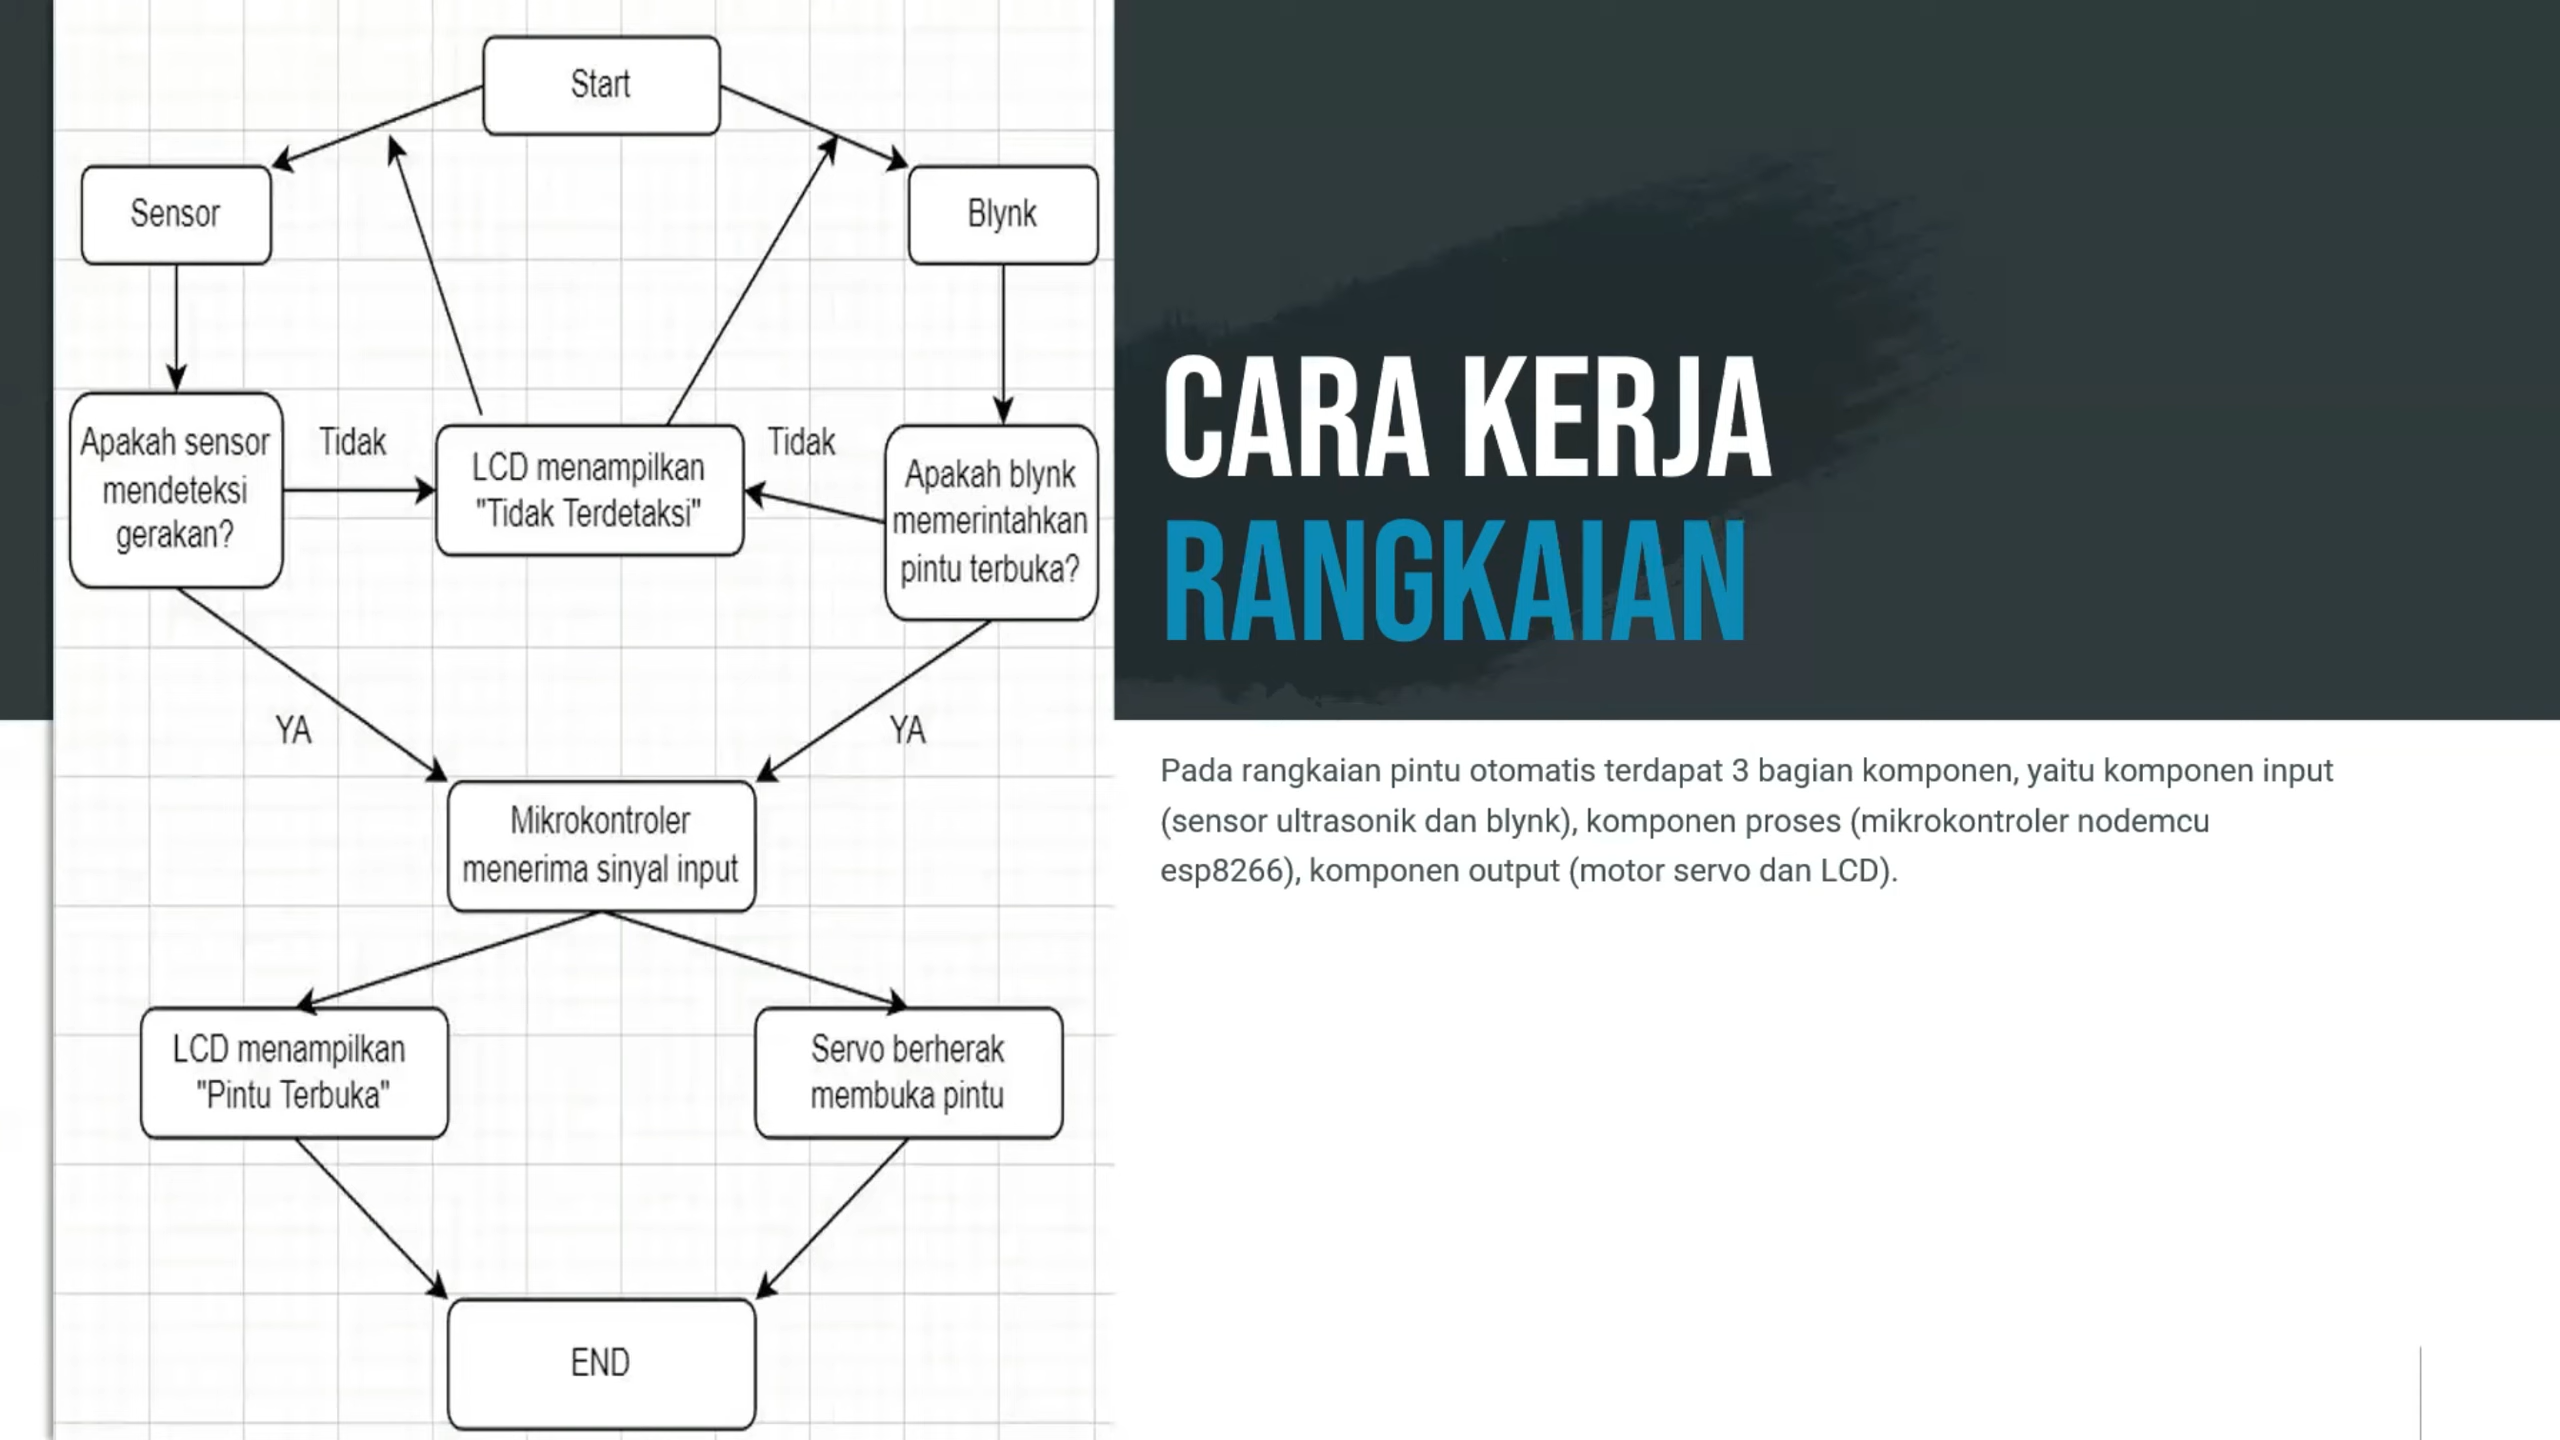 Start
Sensor
Blynk
Apakah sensor
mendeteksi
gerakan?
Tidak
LCD menampilkan
"Tidak Terdetaksi"
Tidak
Apakah blynk
memerintahkan
pintu terbuka?
YA
YA
Mikrokontroler
menerima sinyal input
LCD menampilkan
"Pintu Terbuka"
Servo berherak
membuka pintu
END
CARA KERJA
RANGKAIAN
Pada rangkaian pintu otomatis terdapat 3 bagian komponen, yaitu komponen input
(sensor ultrasonik dan blynk), komponen proses (mikrokontroler nodemcu
esp8266), komponen output (motor servo dan LCD).